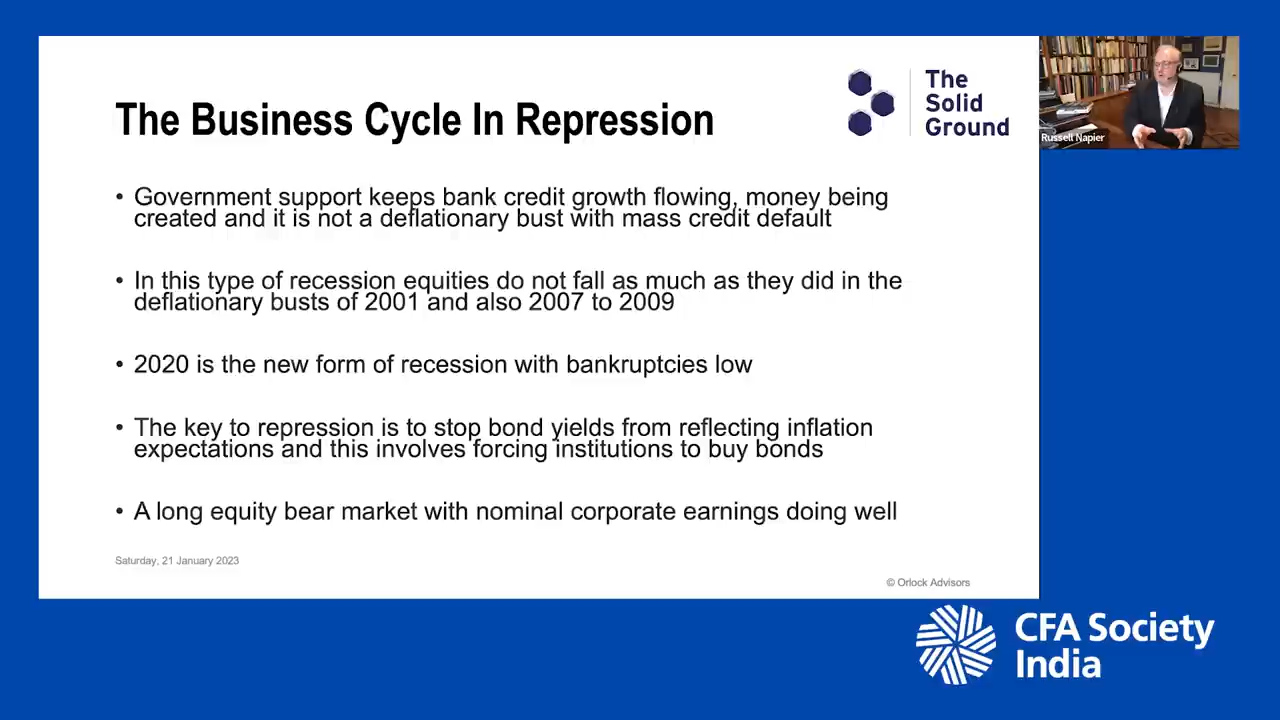 The Business Cycle In Repression
The
Solid
Ground
Russell Napier
• Government support keeps bank credit growth flowing, money being
created and it is not a deflationary bust with mass credit default
• In this type of recession equities do not fall as much as they did in the
deflationary busts of 2001 and also 2007 to 2009
• 2020 is the new form of recession with bankruptcies low
• The key to repression is to stop bond yields from reflecting inflation
expectations and this involves forcing institutions to buy bonds
• A long equity bear market with nominal corporate earnings doing well
Saturday, 21 January 2023
© Orlock Advisors
CFA Society
India